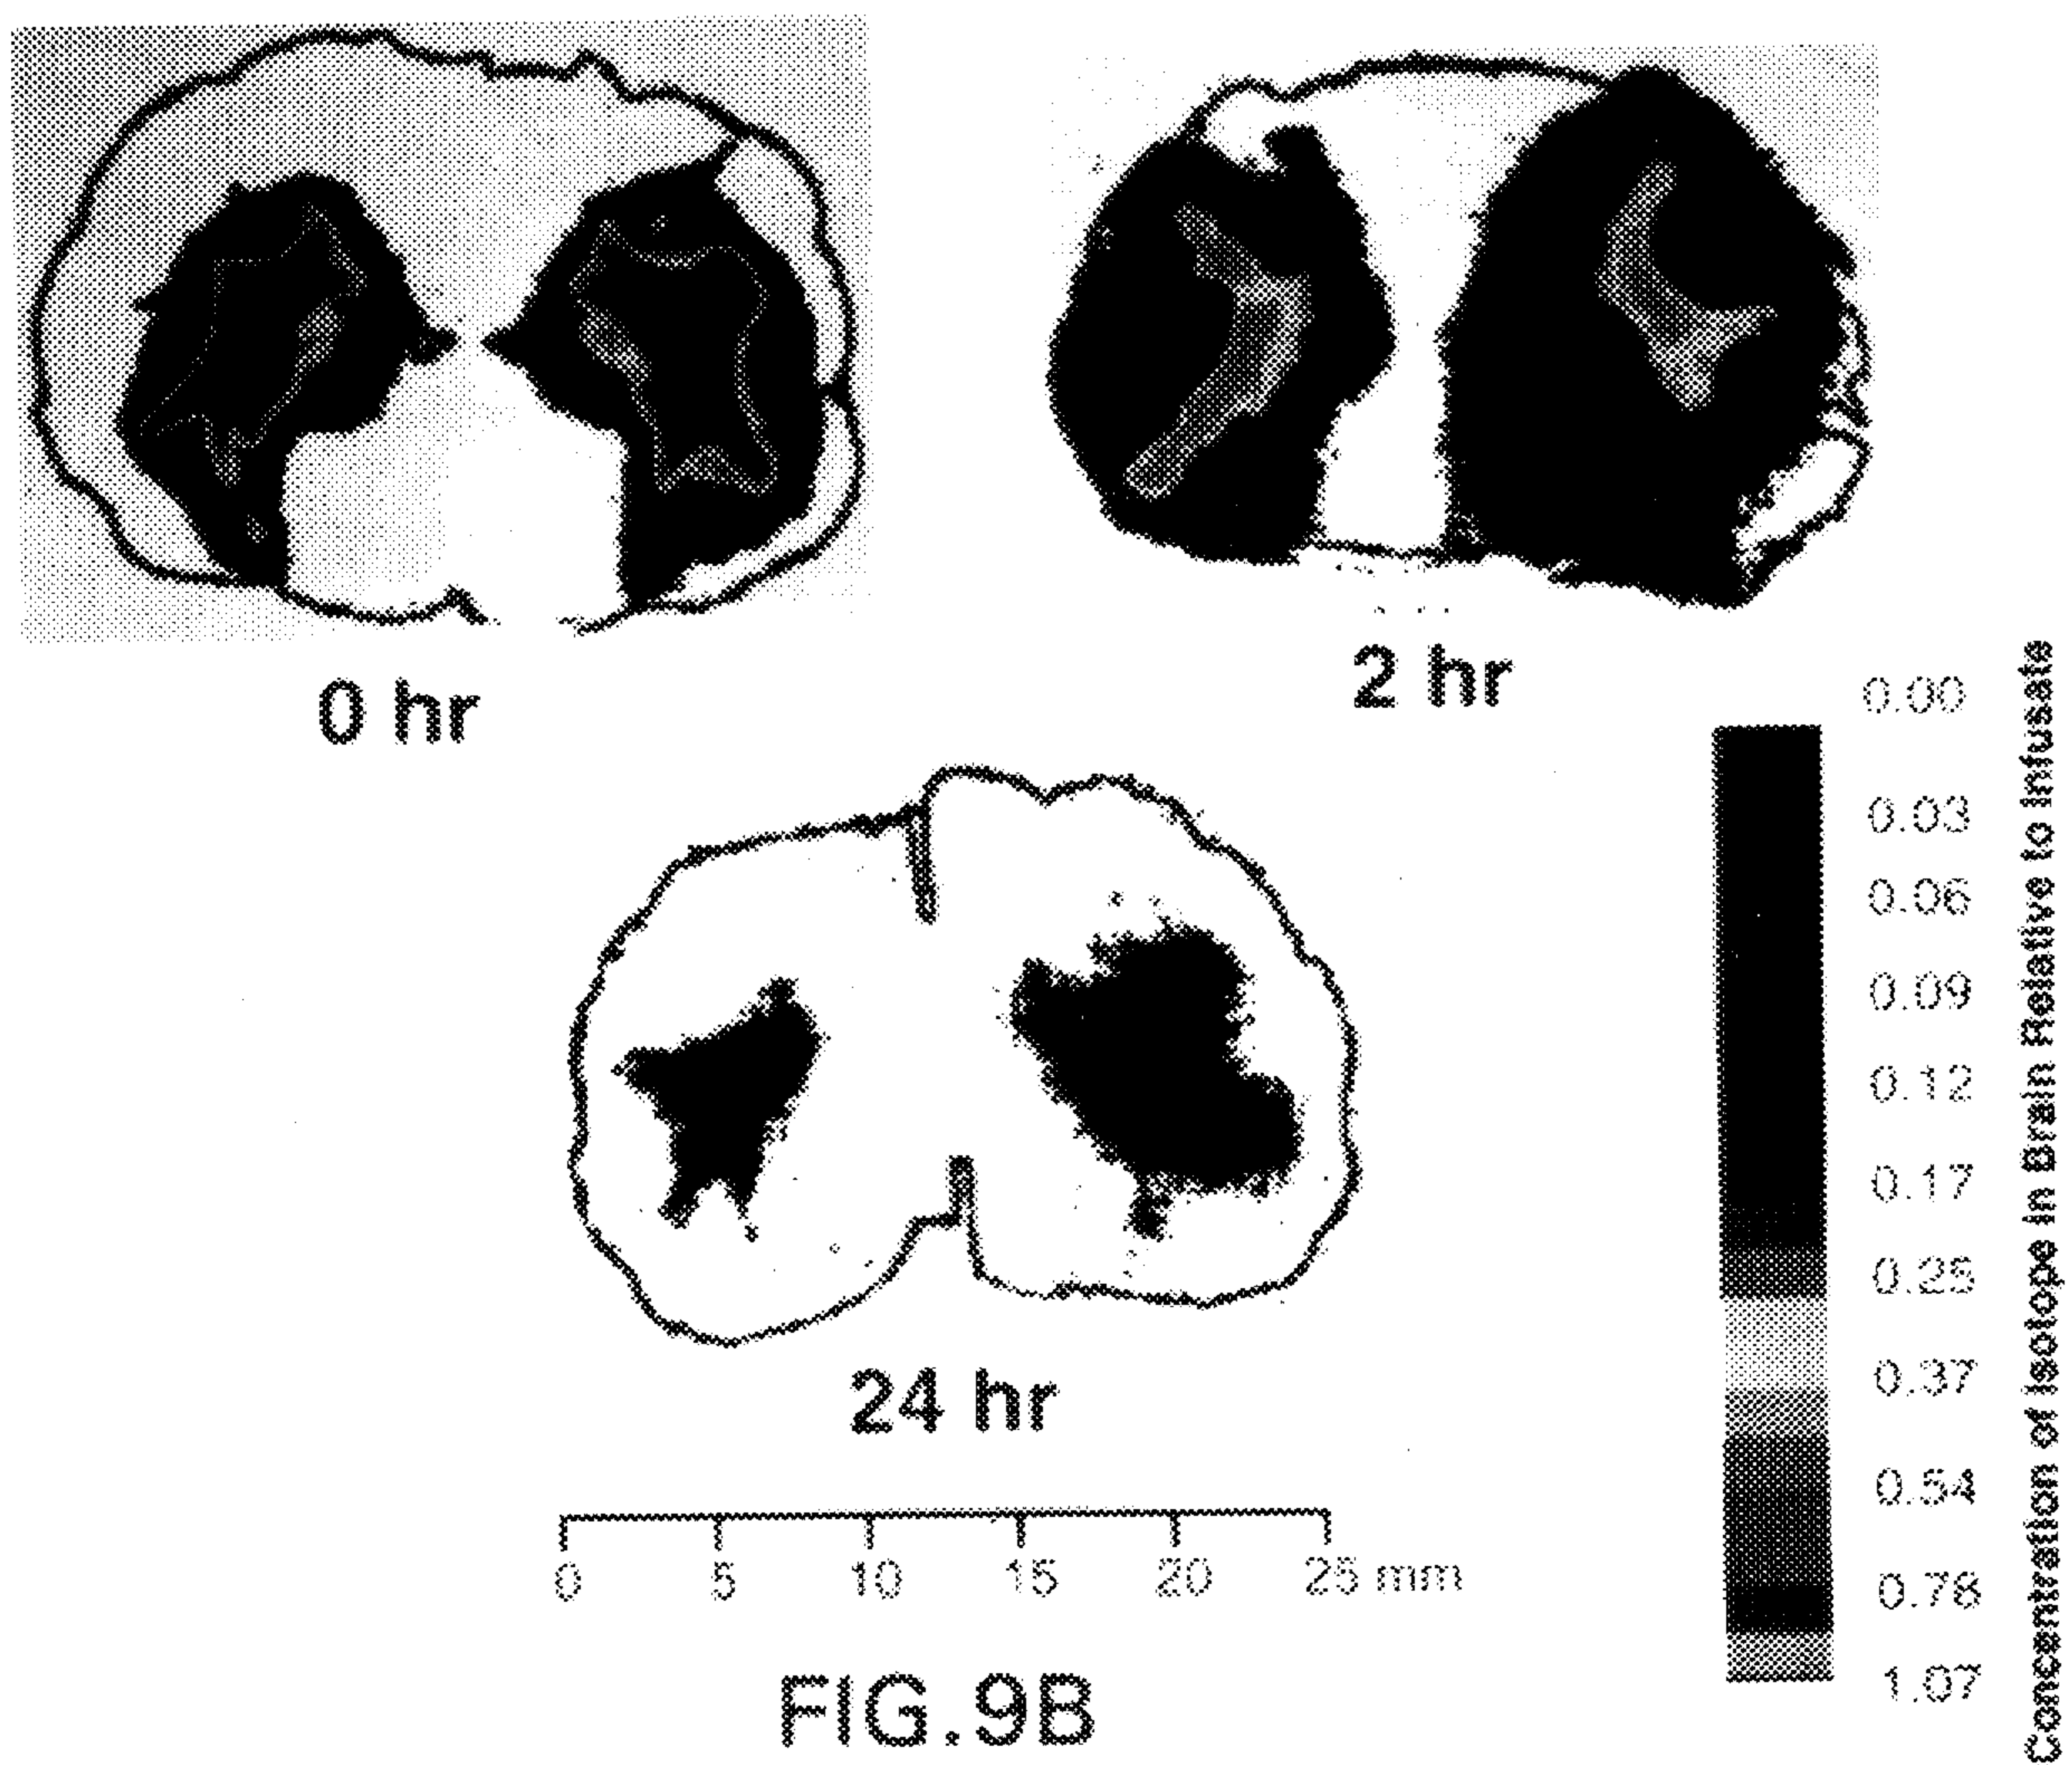 0 hr
2 hr
24 hr
0 5 10 15 20 25 mm
0.00
0.03
0.06
0.09
0.12
0.17
0.25
0.37
0.54
0.78
1.07
Concentration of Isotope in Brain Relative to Infusate
FIG.9B